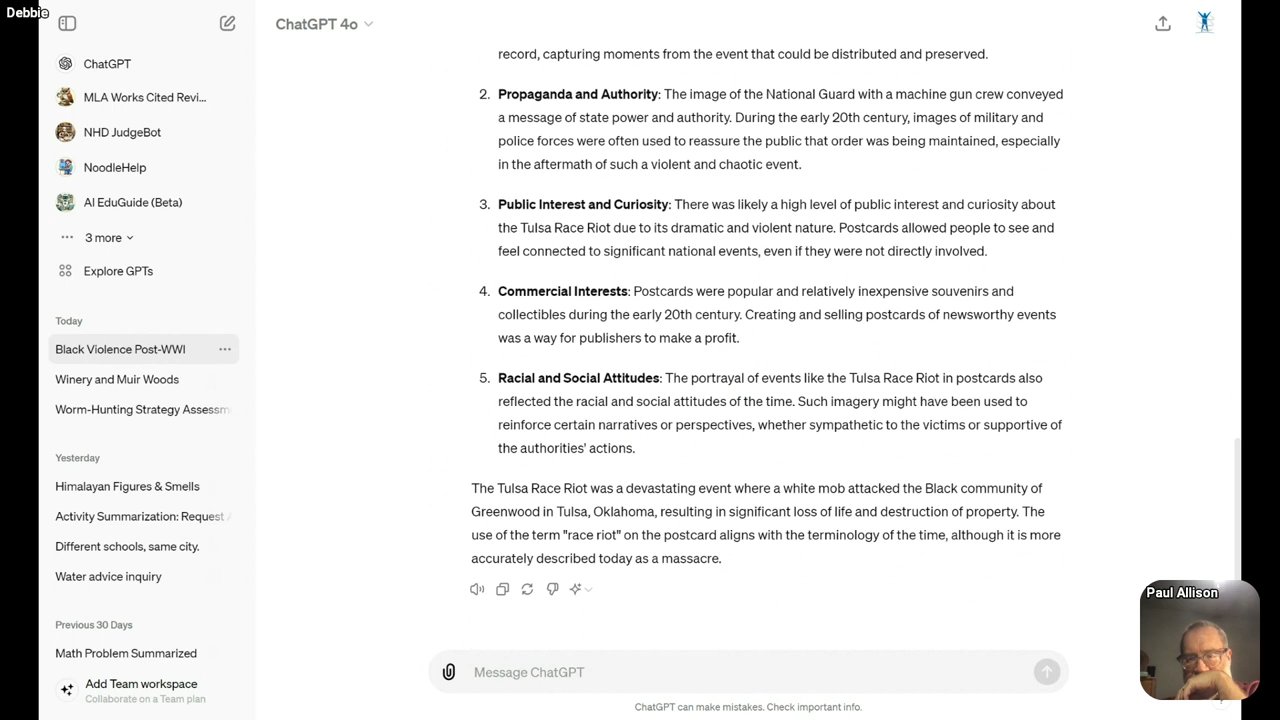 Debbie
ChatGPT 4o
ChatGPT
MLA Works Cited Revi...
NHD JudgeBot
NoodleHelp
AI EduGuide (Beta)
3 more
Explore GPTs
Today
Black Violence Post-WWI
Winery and Muir Woods
Worm-Hunting Strategy Assessm
Yesterday
Himalayan Figures & Smells
Activity Summarization: Request A
Different schools, same city.
Water advice inquiry
Previous 30 Days
Math Problem Summarized
Add Team workspace
Collaborate on a Team plan
record, capturing moments from the event that could be distributed and preserved.
2. Propaganda and Authority: The image of the National Guard with a machine gun crew conveyed
a message of state power and authority. During the early 20th century, images of military and
police forces were often used to reassure the public that order was being maintained, especially
in the aftermath of such a violent and chaotic event.
3. Public Interest and Curiosity: There was likely a high level of public interest and curiosity about
the Tulsa Race Riot due to its dramatic and violent nature. Postcards allowed people to see and
feel connected to significant national events, even if they were not directly involved.
4. Commercial Interests: Postcards were popular and relatively inexpensive souvenirs and
collectibles during the early 20th century. Creating and selling postcards of newsworthy events
was a way for publishers to make a profit.
5. Racial and Social Attitudes: The portrayal of events like the Tulsa Race Riot in postcards also
reflected the racial and social attitudes of the time. Such imagery might have been used to
reinforce certain narratives or perspectives, whether sympathetic to the victims or supportive of
the authorities' actions.
The Tulsa Race Riot was a devastating event where a white mob attacked the Black community of
Greenwood in Tulsa, Oklahoma, resulting in significant loss of life and destruction of property. The
use of the term "race riot" on the postcard aligns with the terminology of the time, although it is more
accurately described today as a massacre.
Message ChatGPT
ChatGPT can make mistakes. Check important info.
Paul Allison